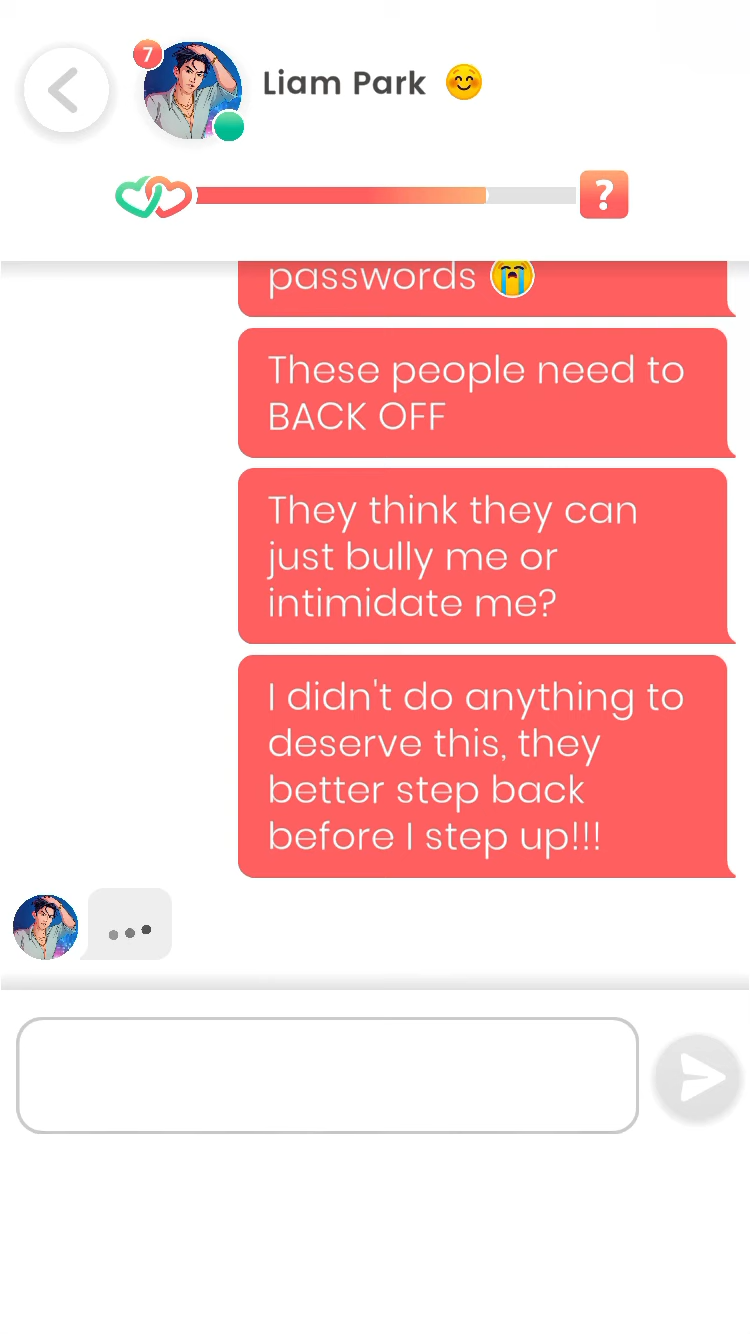 7
Liam Park 😊
?
passwords 😭
These people need to
BACK OFF
They think they can
just bully me or
intimidate me?
I didn't do anything to
deserve this, they
better step back
before I step up!!!